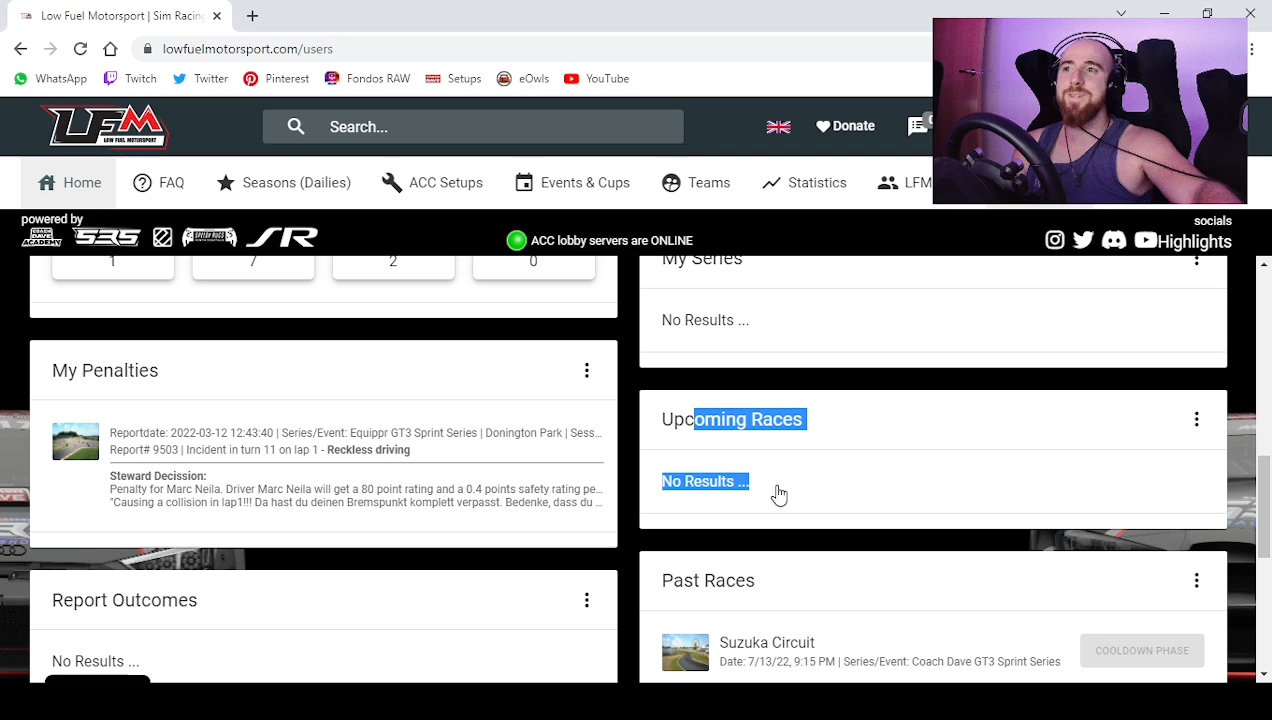 Low Fuel Motorsport | Sim Racin
lowfuelmotorsport.com/users
WhatsApp Twitch Twitter Pinterest Fondos RAW Setups eOwls YouTube
LFM
LOW FUEL MOTORSPORT
Search...
Donate
Home FAQ Seasons (Dailies) ACC Setups Events & Cups Teams Statistics LFM
powered by
COACH DAVE ACADEMY
ACC lobby servers are ONLINE
socials
Highlights
1 7 2 0
My Penalties
Reportdate: 2022-03-12 12:43:40 | Series/Event: Equippr GT3 Sprint Series | Donington Park | Sess...
Report# 9503 | Incident in turn 11 on lap 1 - Reckless driving
Steward Decission:
Penalty for Marc Neila. Driver Marc Neila will get a 80 point rating and a 0.4 points safety rating pe...
"Causing a collision in lap1!!! Da hast du deinen Bremspunkt komplett verpasst. Bedenke, dass du ...
Report Outcomes
No Results ...
My Series
No Results ...
Upcoming Races
No Results ...
Past Races
Suzuka Circuit
Date: 7/13/22, 9:15 PM | Series/Event: Coach Dave GT3 Sprint Series
COOLDOWN PHASE